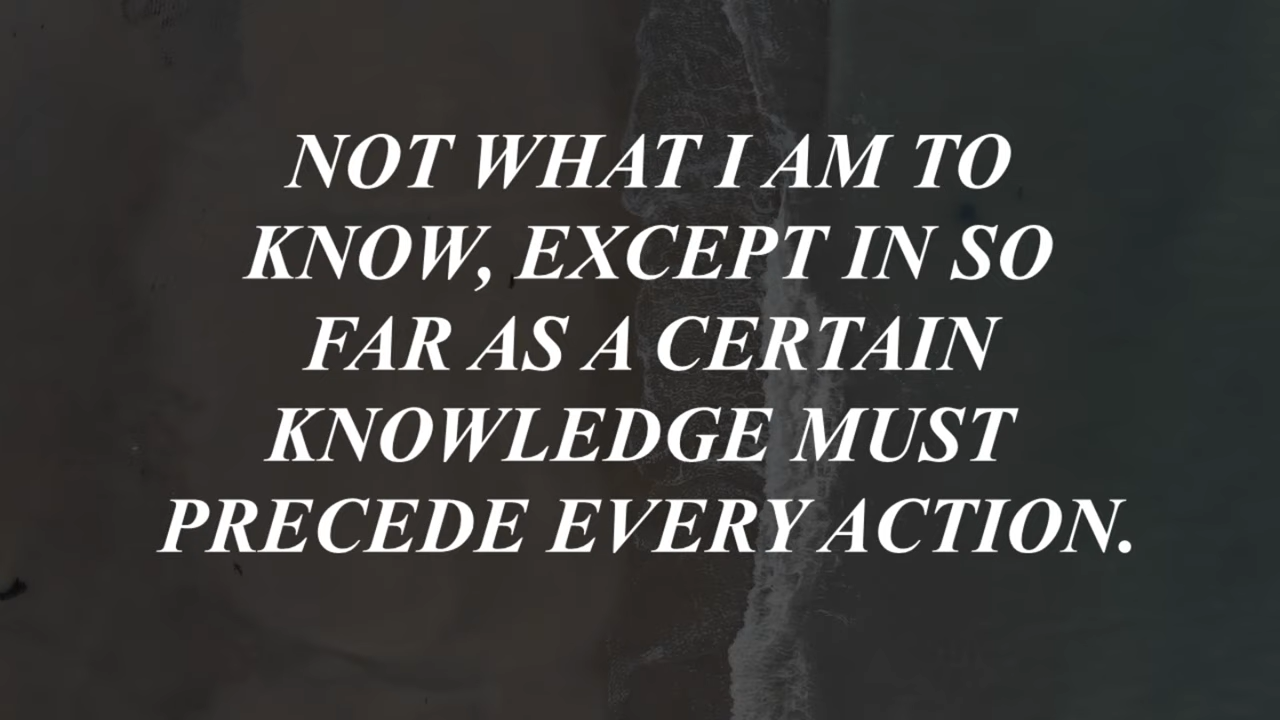 NOT WHAT I AM TO
KNOW, EXCEPT IN SO
FAR AS A CERTAIN
KNOWLEDGE MUST
PRECEDE EVERY ACTION.